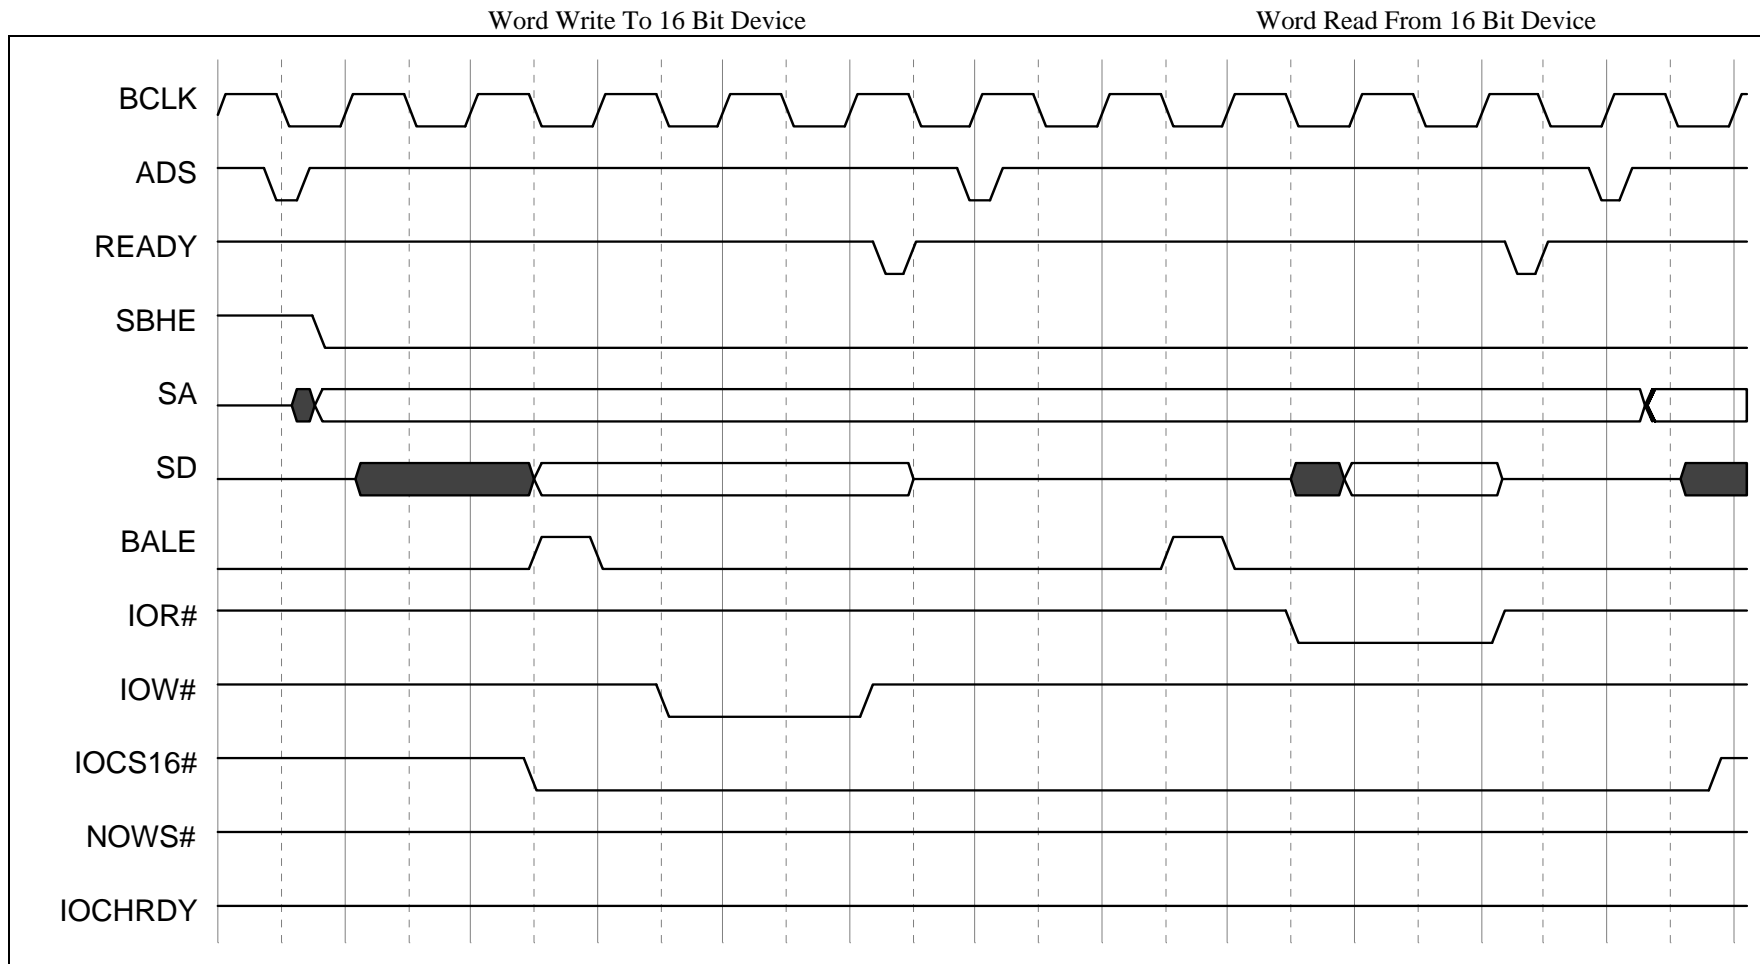 Word Write To 16 Bit Device
Word Read From 16 Bit Device
BCLK
ADS
READY
SBHE
SA
SD
BALE
IOR#
IOW#
IOCS16#
NOWS#
IOCHRDY